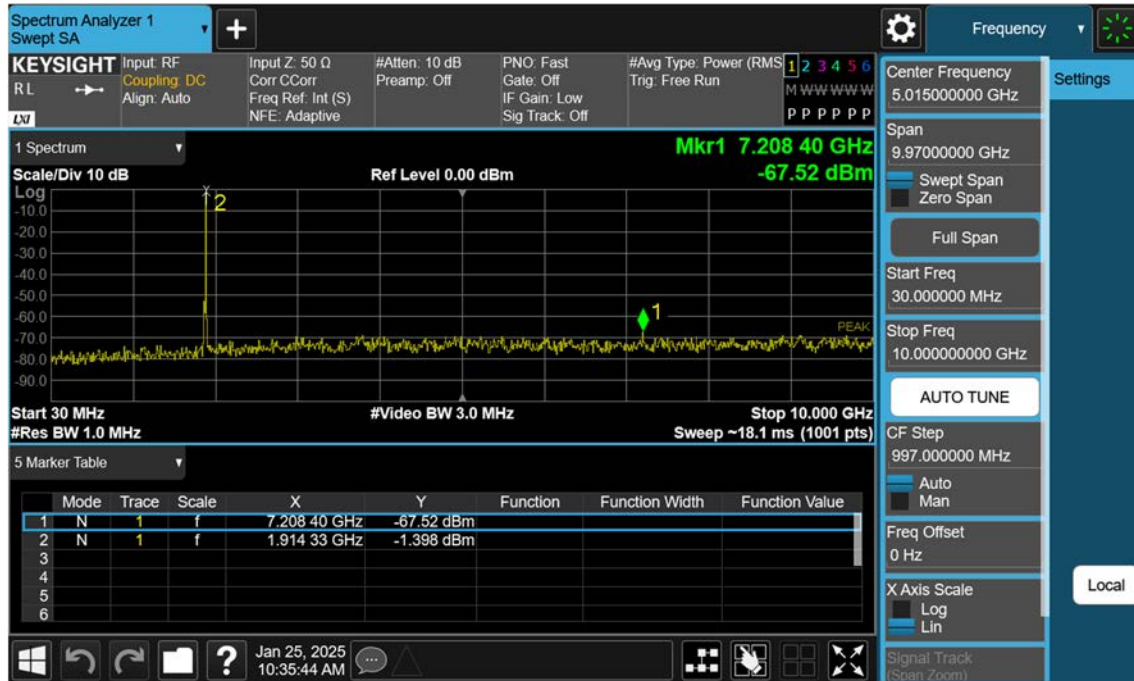 Spectrum Analyzer 1
Swept SA
+
Frequency
KEYSIGHT
RL
LXI
Input: RF
Coupling: DC
Align: Auto
Input Z: 50 Ω
Corr CCorr
Freq Ref: Int (S)
NFE: Adaptive
#Atten: 10 dB
Preamp: Off
PNO: Fast
Gate: Off
IF Gain: Low
Sig Track: Off
#Avg Type: Power (RMS
Trig: Free Run
1 2 3 4 5 6
M W W W W W
P P P P P P
1 Spectrum
Mkr1 7.208 40 GHz
-67.52 dBm
Scale/Div 10 dB
Ref Level 0.00 dBm
Log
-10.0
-20.0
-30.0
-40.0
-50.0
-60.0
-70.0
-80.0
-90.0
2
1
PEAK
Start 30 MHz
#Video BW 3.0 MHz
Stop 10.000 GHz
#Res BW 1.0 MHz
Sweep ~18.1 ms (1001 pts)
5 Marker Table
Mode Trace Scale X Y Function Function Width Function Value
1 N 1 f 7.208 40 GHz -67.52 dBm
2 N 1 f 1.914 33 GHz -1.398 dBm
3
4
5
6
Jan 25, 2025
10:35:44 AM
?
Center Frequency
5.015000000 GHz
Span
9.97000000 GHz
Swept Span
Zero Span
Full Span
Start Freq
30.000000 MHz
Stop Freq
10.000000000 GHz
AUTO TUNE
CF Step
997.000000 MHz
Auto
Man
Freq Offset
0 Hz
X Axis Scale
Log
Lin
Signal Track
(Span Zoom)
Settings
Local